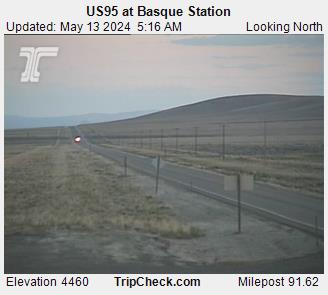 US95 at Basque Station
Updated: May 13 2024 5:16 AM Looking North
Elevation 4460 TripCheck.com Milepost 91.62